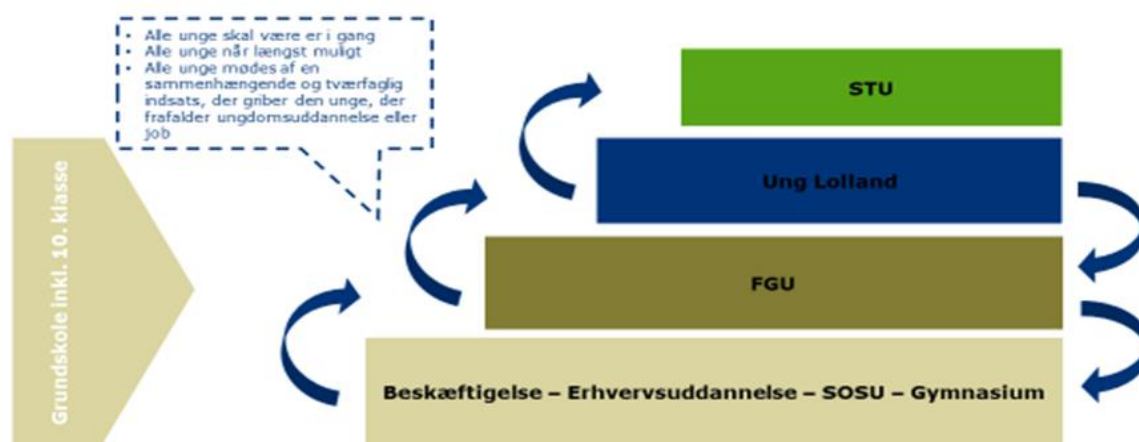 • Alle unge skal være er i gang
• Alle unge når længst muligt
• Alle unge mødes af en
sammenhængende og tværfaglig
indsats, der griber den unge, der
frafalder ungdomsuddannelse eller
job
Grundskole inkl. 10. klasse
STU
Ung Lolland
FGU
Beskæftigelse – Erhvervsuddannelse – SOSU – Gymnasium